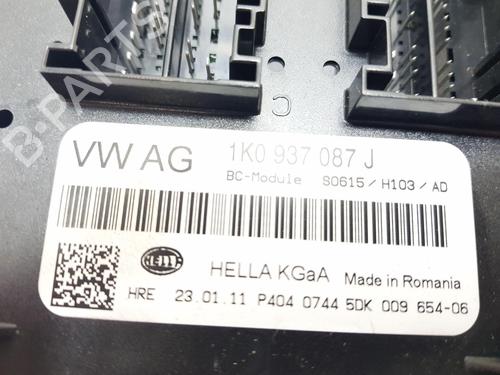 B-PARTS
C
VW AG 1K0 937 087 J
BC-Module S0615 / H103 / AD
HELLA
HELLA KGaA Made in Romania
HRE 23.01.11 P404 0744 5DK 009 654-06